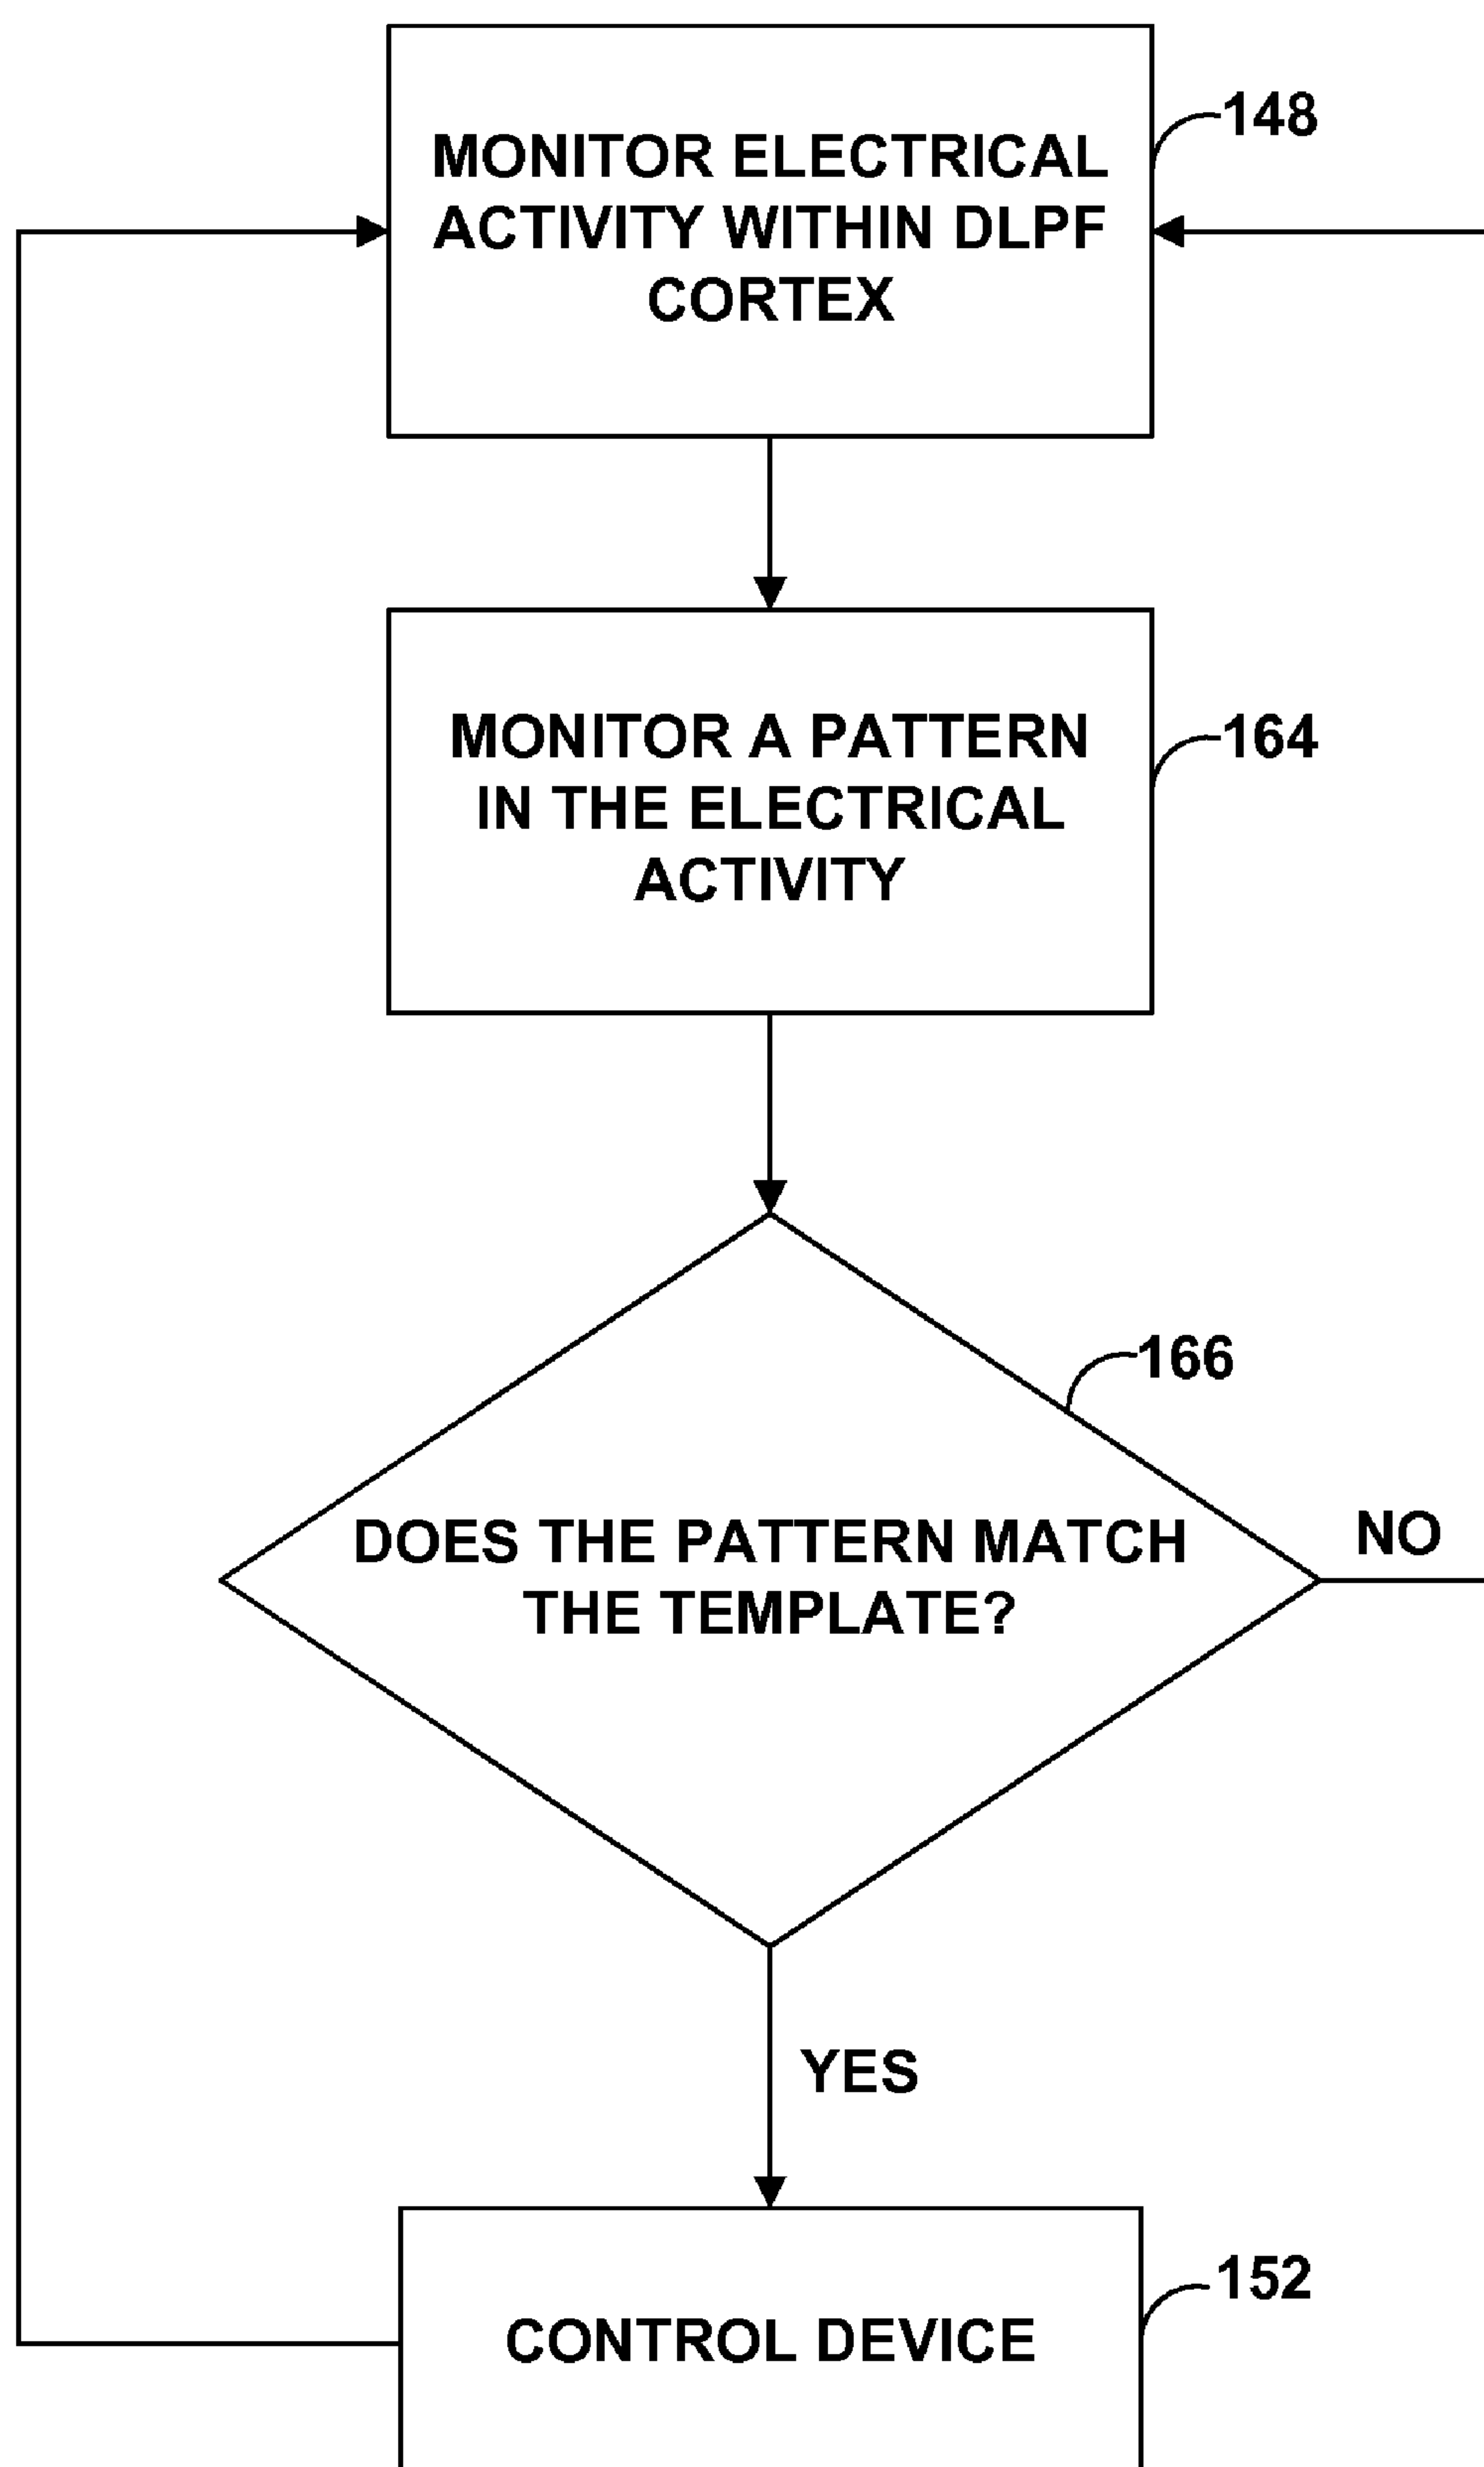 MONITOR ELECTRICAL
ACTIVITY WITHIN DLPF
CORTEX
148
MONITOR A PATTERN
IN THE ELECTRICAL
ACTIVITY
164
166
DOES THE PATTERN MATCH
THE TEMPLATE?
NO
YES
152
CONTROL DEVICE